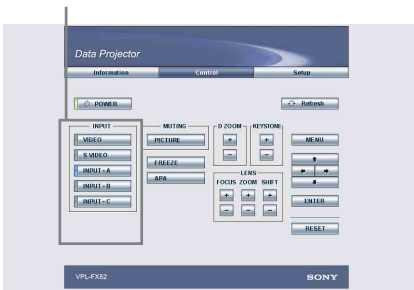 Data Projector
Information Control Setup
POWER
Refresh
INPUT
VIDEO
S VIDEO
INPUT - A
INPUT - B
INPUT - C
MUTING
PICTURE
FREEZE
APA
D ZOOM
+
–
KEYSTONE
+
–
LENS
FOCUS ZOOM SHIFT
+ + +
– – –
MENU
ENTER
RESET
VPL-FX52
SONY